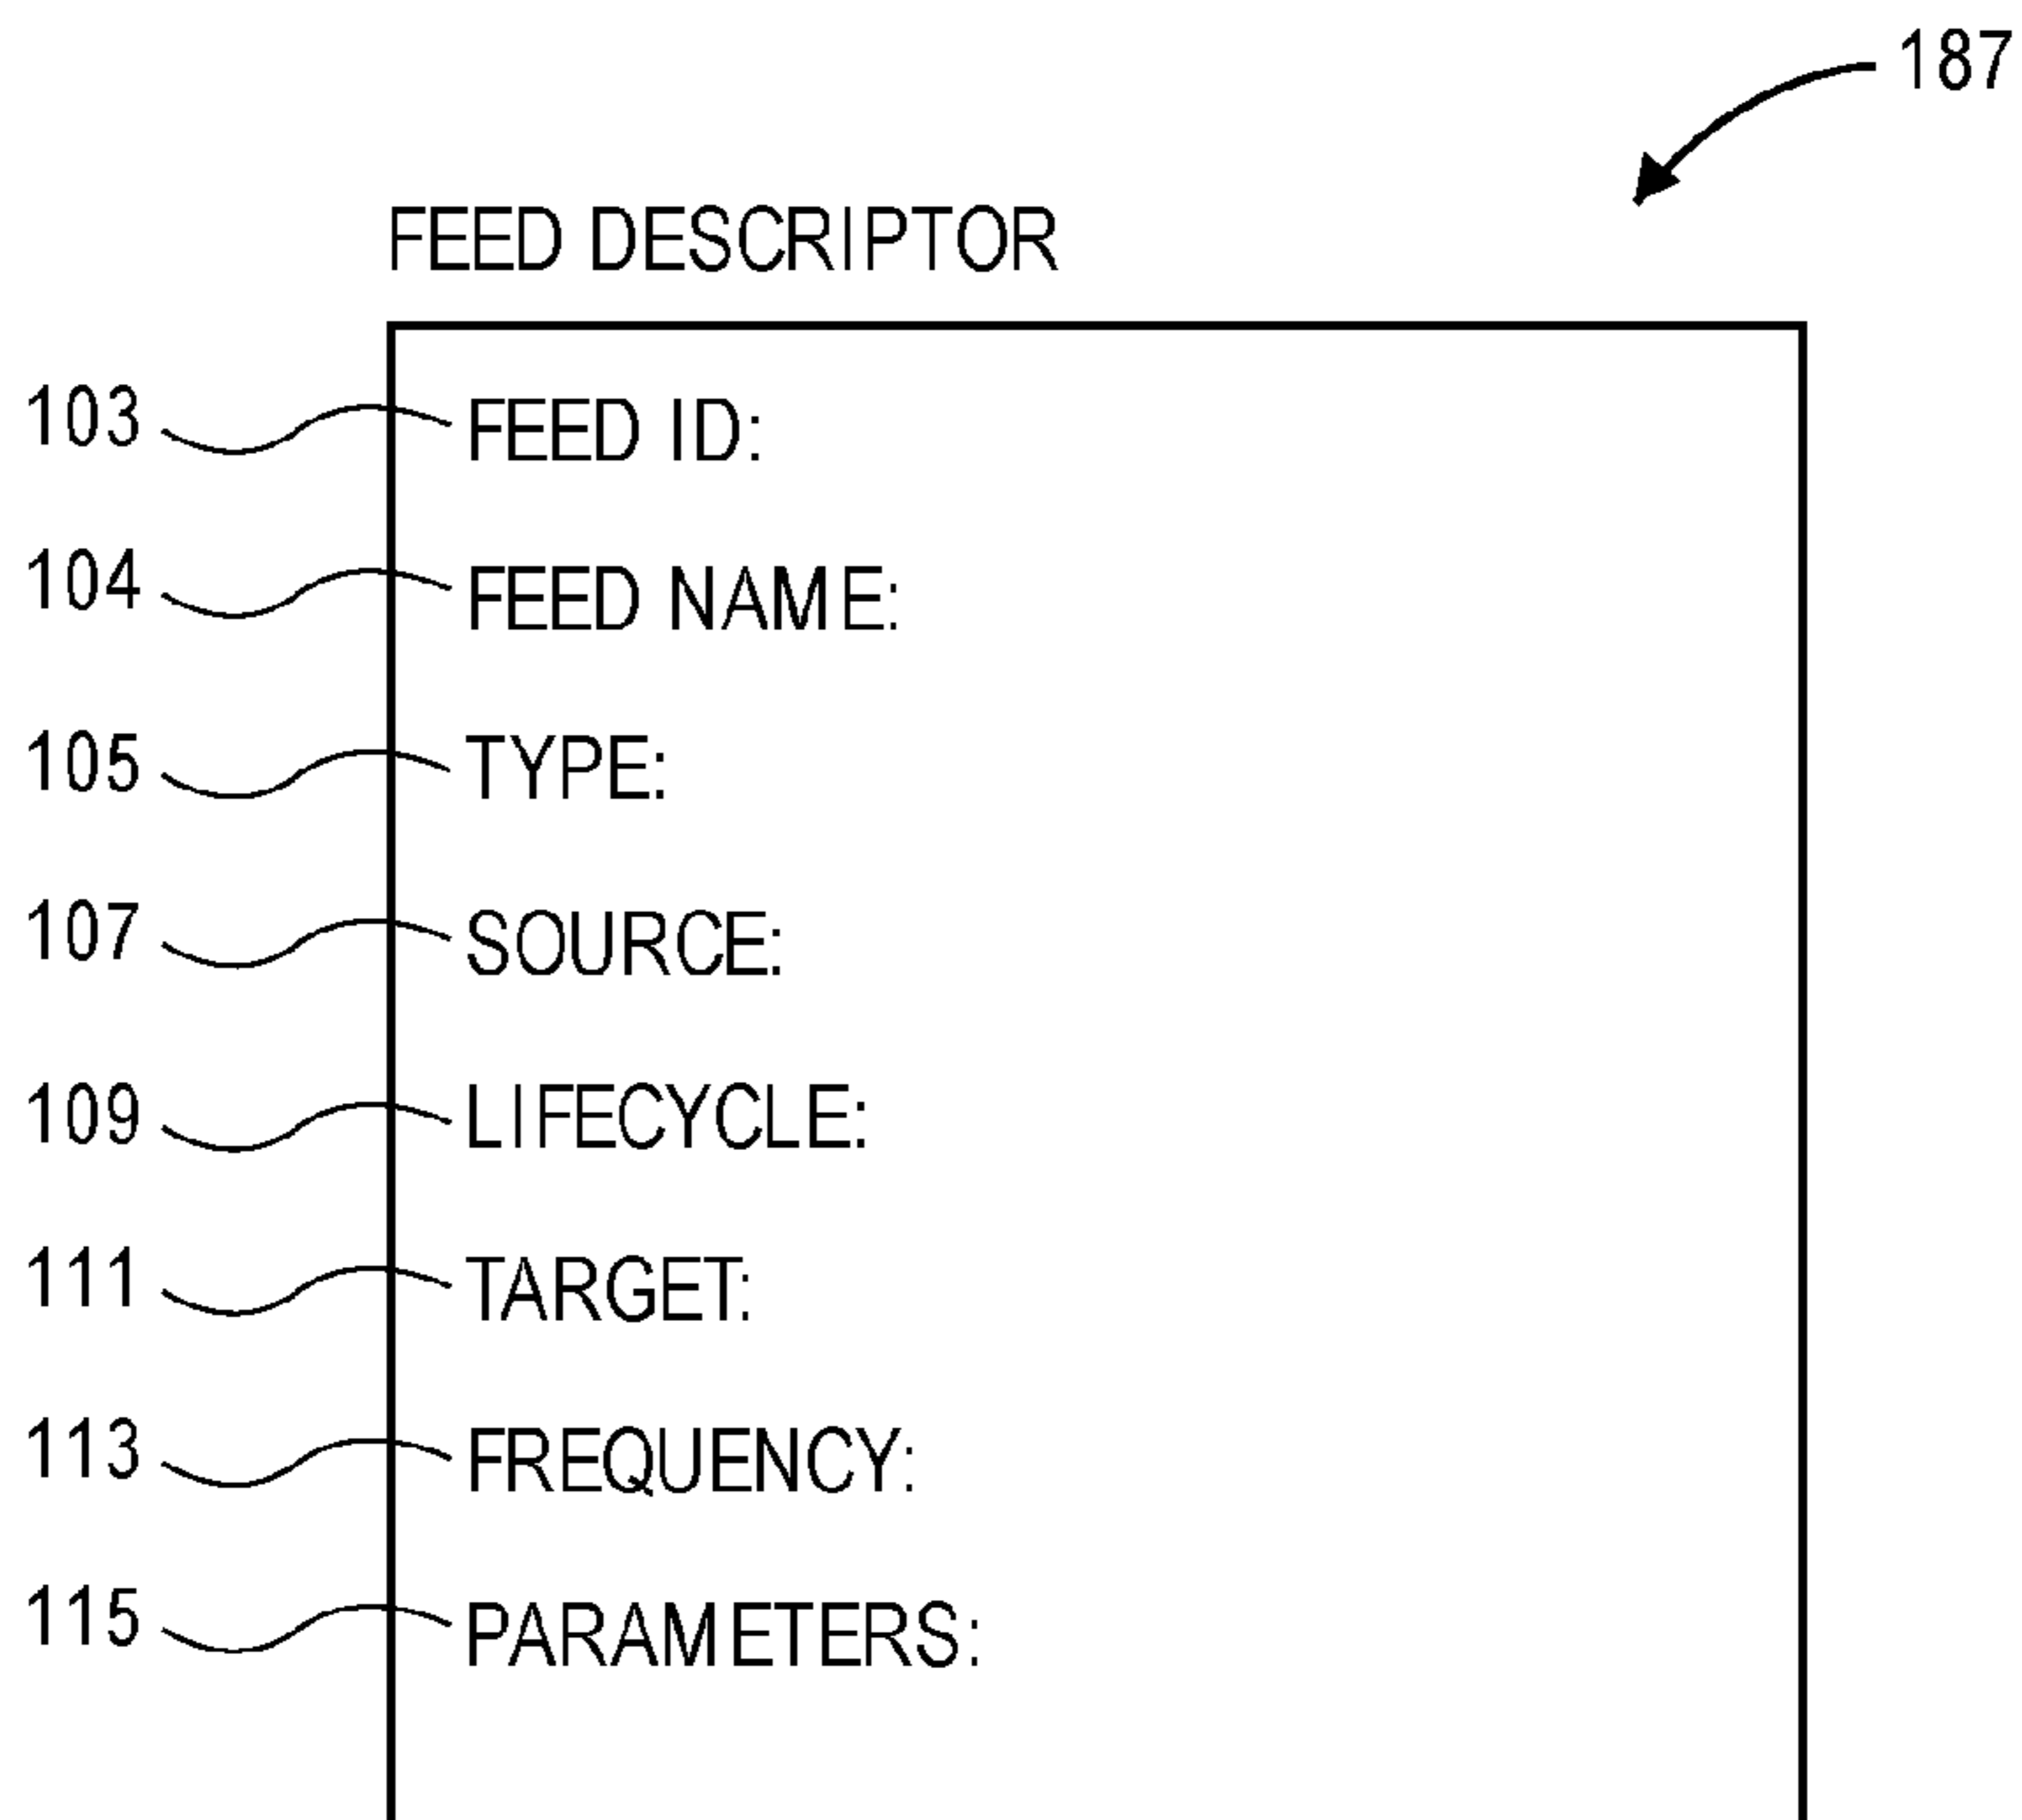 187
FEED DESCRIPTOR
103 FEED ID:
104 FEED NAME:
105 TYPE:
107 SOURCE:
109 LIFECYCLE:
111 TARGET:
113 FREQUENCY:
115 PARAMETERS: